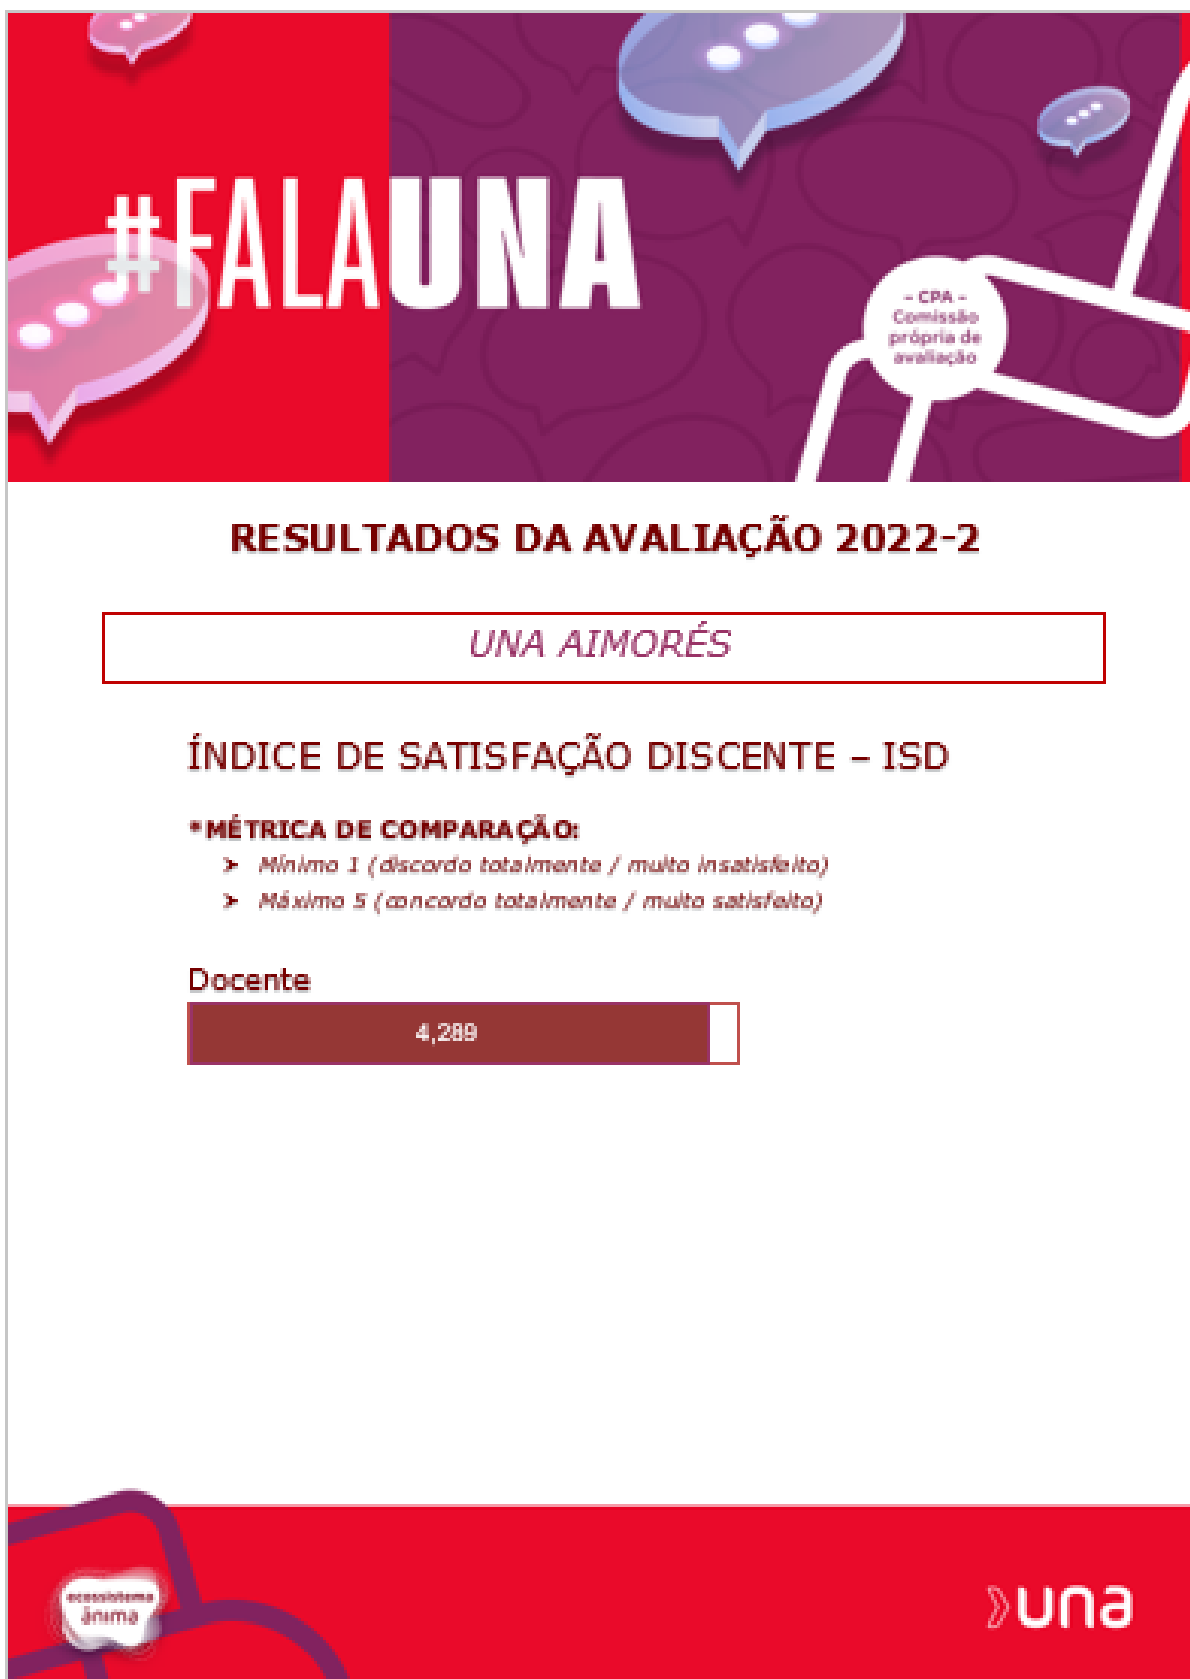 #FALAUNA
- CPA -
Comissão
própria de
avaliação
RESULTADOS DA AVALIAÇÃO 2022-2
UNA AIMORÉS
ÍNDICE DE SATISFAÇÃO DISCENTE – ISD
*MÉTRICA DE COMPARAÇÃO:
➤ Mínimo 1 (discordo totalmente / muito insatisfeito)
➤ Máximo 5 (concordo totalmente / muito satisfeito)
Docente
4,289
ecossistema
ânima
una